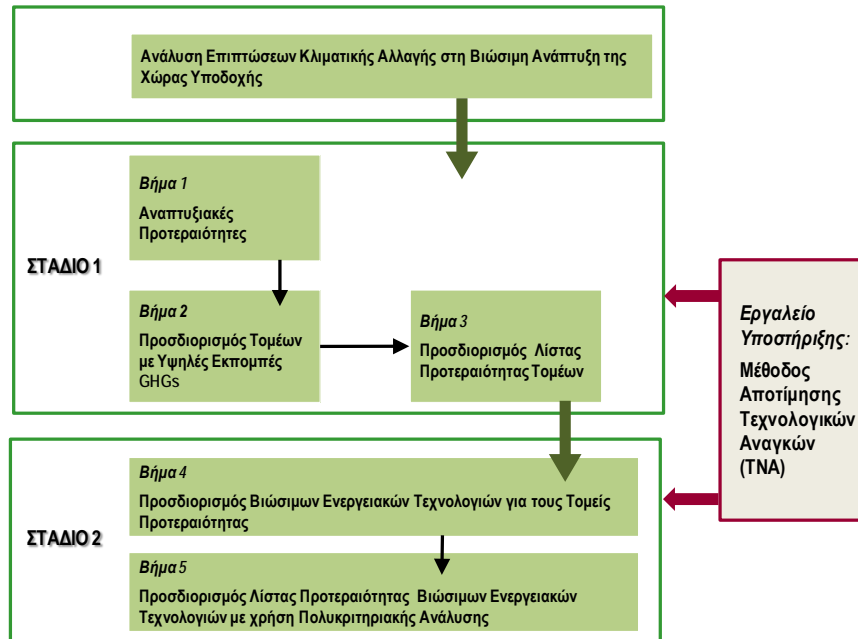 Ανάλυση Επιπτώσεων Κλιματικής Αλλαγής στη Βιώσιμη Ανάπτυξη της
Χώρας Υποδοχής
ΣΤΑΔΙΟ 1
Βήμα 1
Αναπτυξιακές
Προτεραιότητες
Βήμα 2
Προσδιορισμός Τομέων
με Υψηλές Εκπομπές
GHGs
Βήμα 3
Προσδιορισμός Λίστας
Προτεραιότητας Τομέων
ΣΤΑΔΙΟ 2
Βήμα 4
Προσδιορισμός Βιώσιμων Ενεργειακών Τεχνολογιών για τους Τομείς
Προτεραιότητας
Βήμα 5
Προσδιορισμός Λίστας Προτεραιότητας Βιώσιμων Ενεργειακών
Τεχνολογιών με χρήση Πολυκριτηριακής Ανάλυσης
Εργαλείο
Υποστήριξης:
Μέθοδος
Αποτίμησης
Τεχνολογικών
Αναγκών
(TNA)